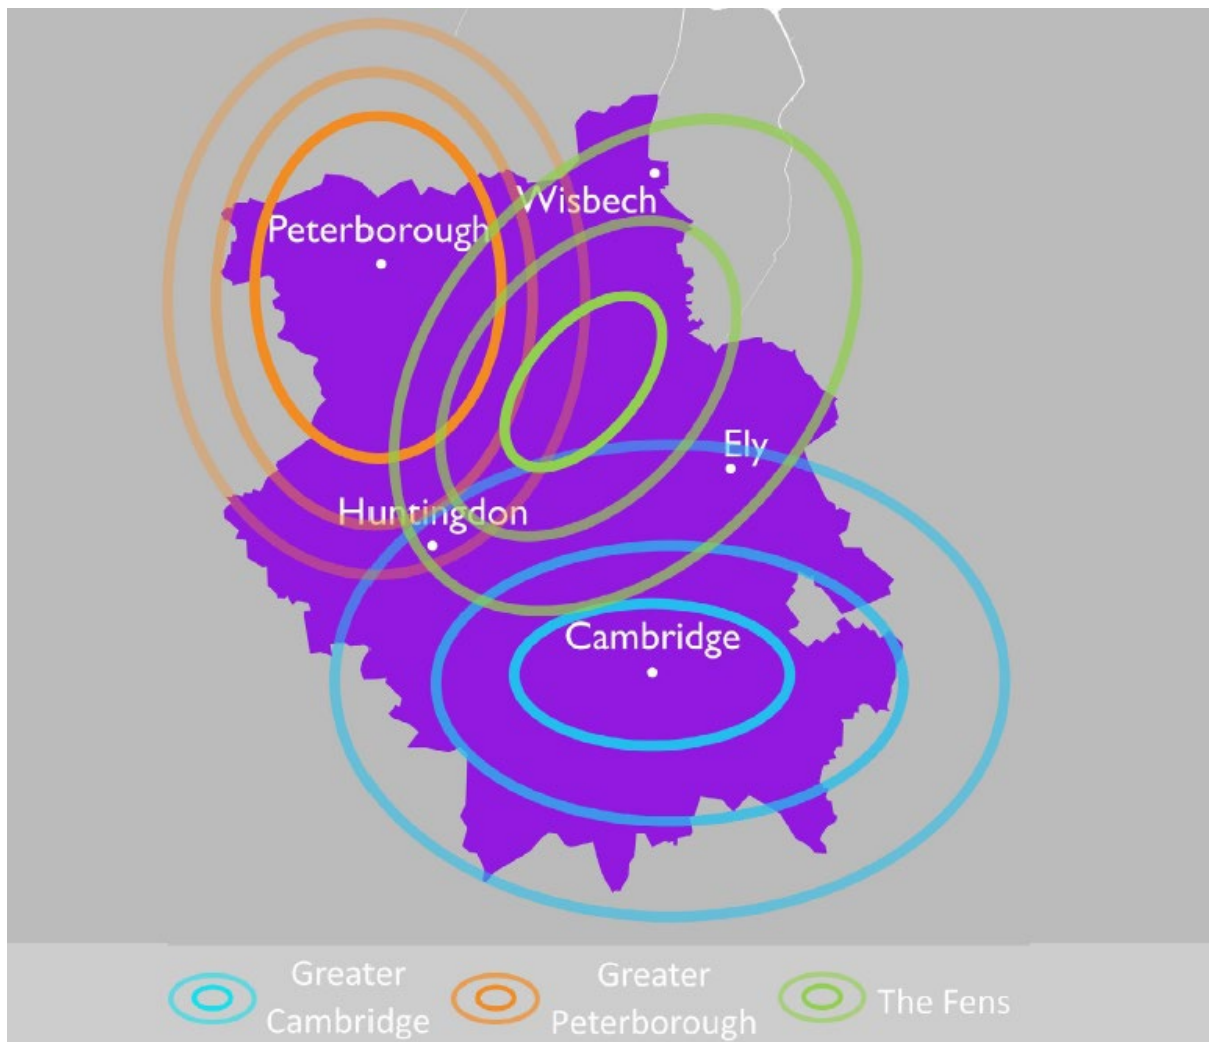 Wisbech
Peterborough
Ely
Huntingdon
Cambridge
Greater
Cambridge
Greater
Peterborough
The Fens